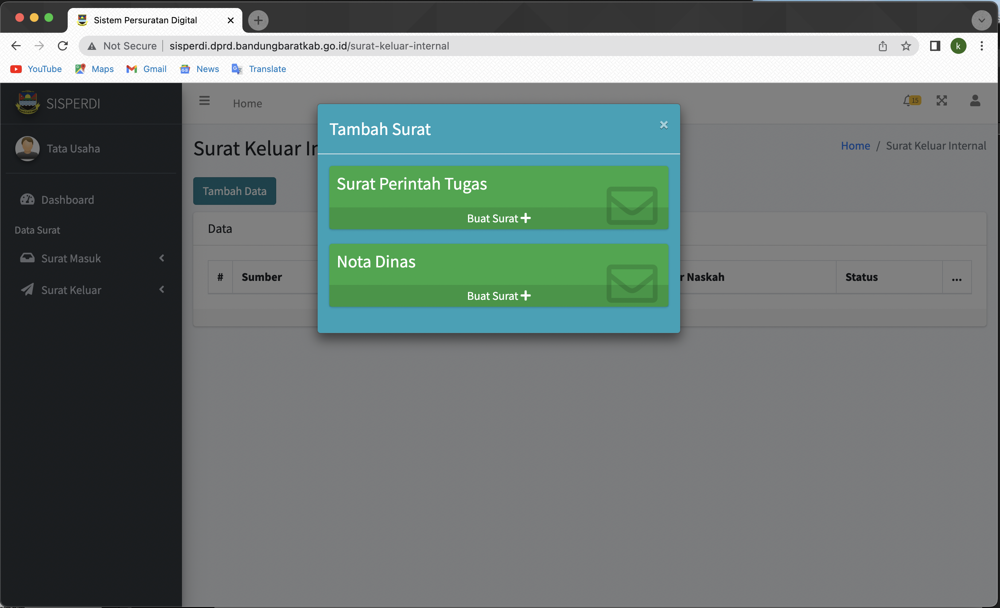 Sistem Persuratan Digital
Not Secure
sisperdi.dprd.bandungbaratkab.go.id/surat-keluar-internal
k
YouTube
Maps
Gmail
News
Translate
SISPERDI
Home
15
Tata Usaha
Dashboard
Data Surat
Surat Masuk
Surat Keluar
Surat Keluar
Home / Surat Keluar Internal
Tambah Data
Data
# Sumber
Naskah
Status
...
Tambah Surat
×
Surat Perintah Tugas
Buat Surat
Nota Dinas
Buat Surat